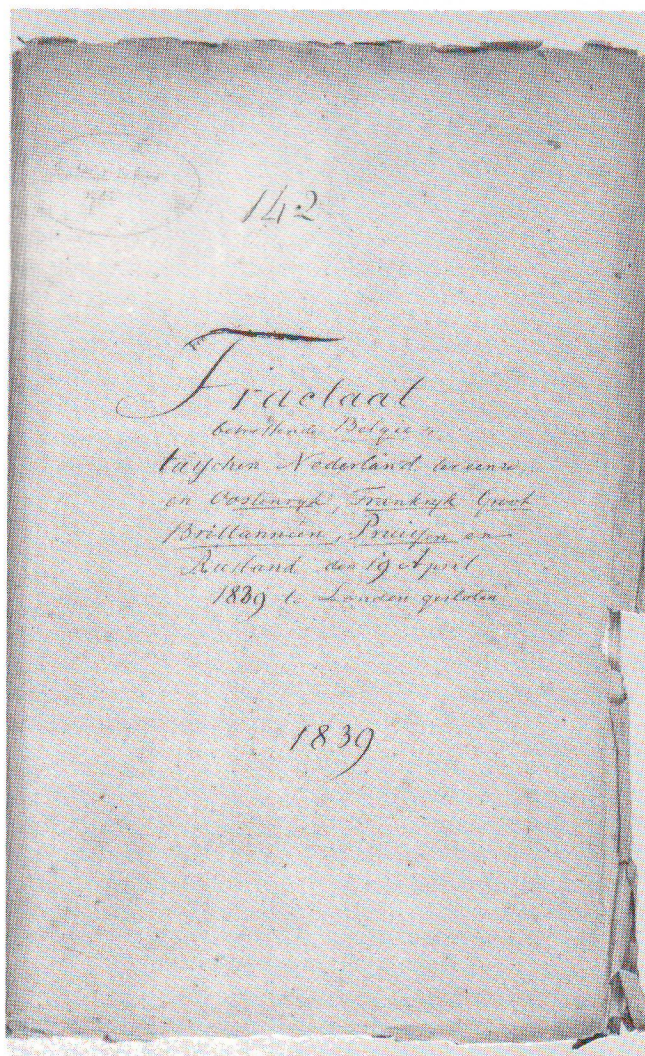 142
Tractaat
betreffende Belgie
tusschen Nederland ter eenre
en Oostenryk, Frankryk Groot
Brittannien, Pruissen en
Rusland den 19 April
1839 te Londen gesloten
1839